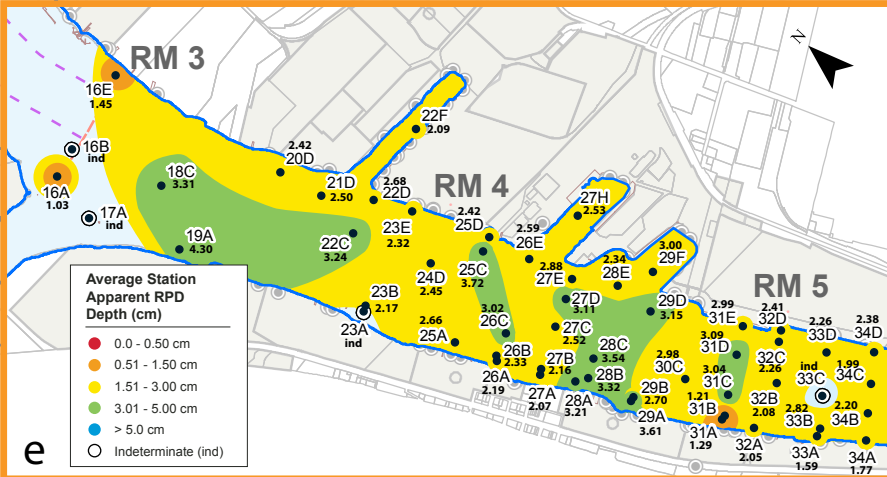 RM 3
N
16E
1.45
16B
ind
16A
1.03
17A
ind
18C
3.31
19A
4.30
2.42
20D
21D
2.50
22F
2.09
2.68
22D
RM 4
22C
3.24
23E
2.32
2.42
25D
24D
2.45
25C
3.72
23B
2.17
23A
ind
2.66
25A
3.02
26C
26B
2.33
26A
2.19
2.59
26E
27H
2.53
2.88
27E
2.34
28E
3.00
29F
27D
3.11
27C
2.52
27B
2.16
27A
2.07
28C
3.54
28B
3.32
28A
3.21
29D
3.15
29B
2.70
29A
3.61
2.98
30C
RM 5
2.99
31E
3.09
31D
3.04
31C
1.21
31B
31A
1.29
2.41
32D
32C
2.26
32B
2.08
32A
2.05
2.26
33D
ind
33C
2.82
33B
33A
1.59
2.38
34D
1.99
34C
2.20
34B
34A
1.77
Average Station
Apparent RPD
Depth (cm)
0.0 - 0.50 cm
0.51 - 1.50 cm
1.51 - 3.00 cm
3.01 - 5.00 cm
> 5.0 cm
Indeterminate (ind)
e